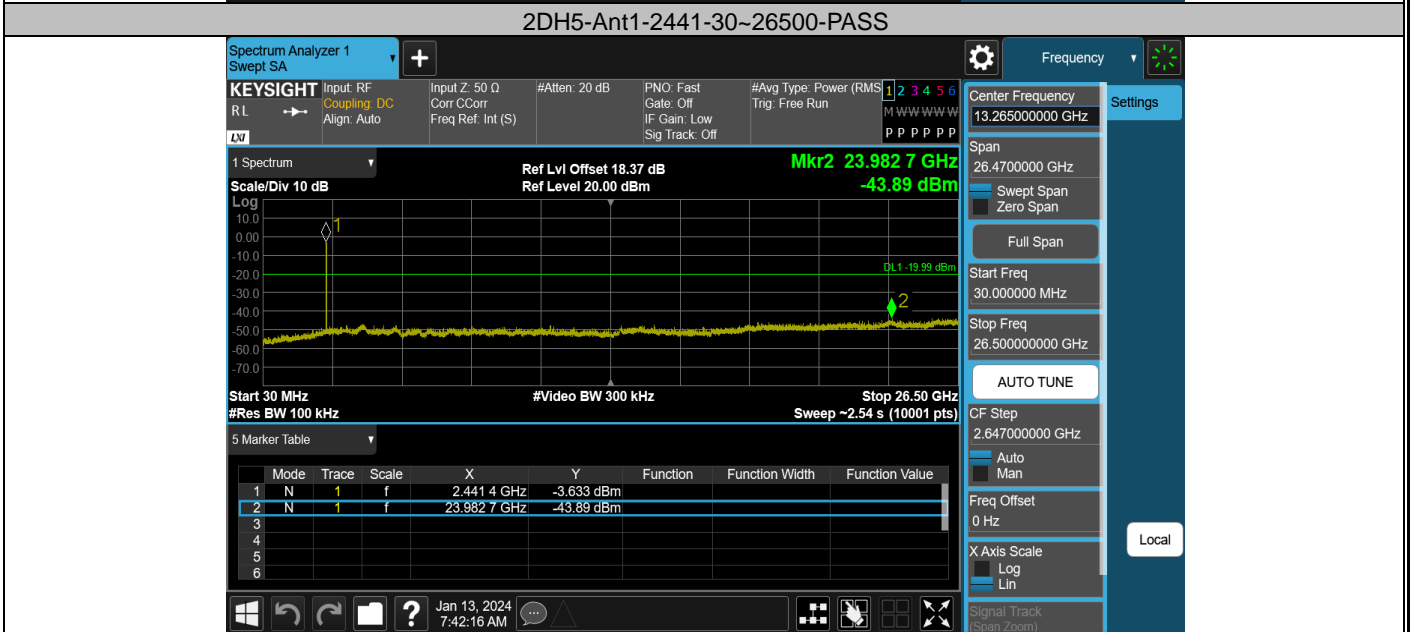 2DH5-Ant1-2441-30~26500-PASS
Spectrum Analyzer 1
Swept SA
Frequency
KEYSIGHT
RL
LXI
Input: RF
Coupling: DC
Align: Auto
Input Z: 50 Ω
Corr CCorr
Freq Ref: Int (S)
#Atten: 20 dB
PNO: Fast
Gate: Off
IF Gain: Low
Sig Track: Off
#Avg Type: Power (RMS
Trig: Free Run
1 2 3 4 5 6
M W W W W W
P P P P P P
1 Spectrum
Scale/Div 10 dB
Ref Lvl Offset 18.37 dB
Ref Level 20.00 dBm
Mkr2 23.982 7 GHz
-43.89 dBm
Log
10.0
0.00
-10.0
-20.0
-30.0
-40.0
-50.0
-60.0
-70.0
1
DL1 -19.99 dBm
2
Start 30 MHz
#Video BW 300 kHz
Stop 26.50 GHz
#Res BW 100 kHz
Sweep ~2.54 s (10001 pts)
5 Marker Table
Mode Trace Scale X Y Function Function Width Function Value
1 N 1 f 2.441 4 GHz -3.633 dBm
2 N 1 f 23.982 7 GHz -43.89 dBm
3
4
5
6
?
Jan 13, 2024
7:42:16 AM
Center Frequency
13.265000000 GHz
Span
26.4700000 GHz
Swept Span
Zero Span
Full Span
Start Freq
30.000000 MHz
Stop Freq
26.500000000 GHz
AUTO TUNE
CF Step
2.647000000 GHz
Auto
Man
Freq Offset
0 Hz
X Axis Scale
Log
Lin
Signal Track
(Span Zoom)
Settings
Local